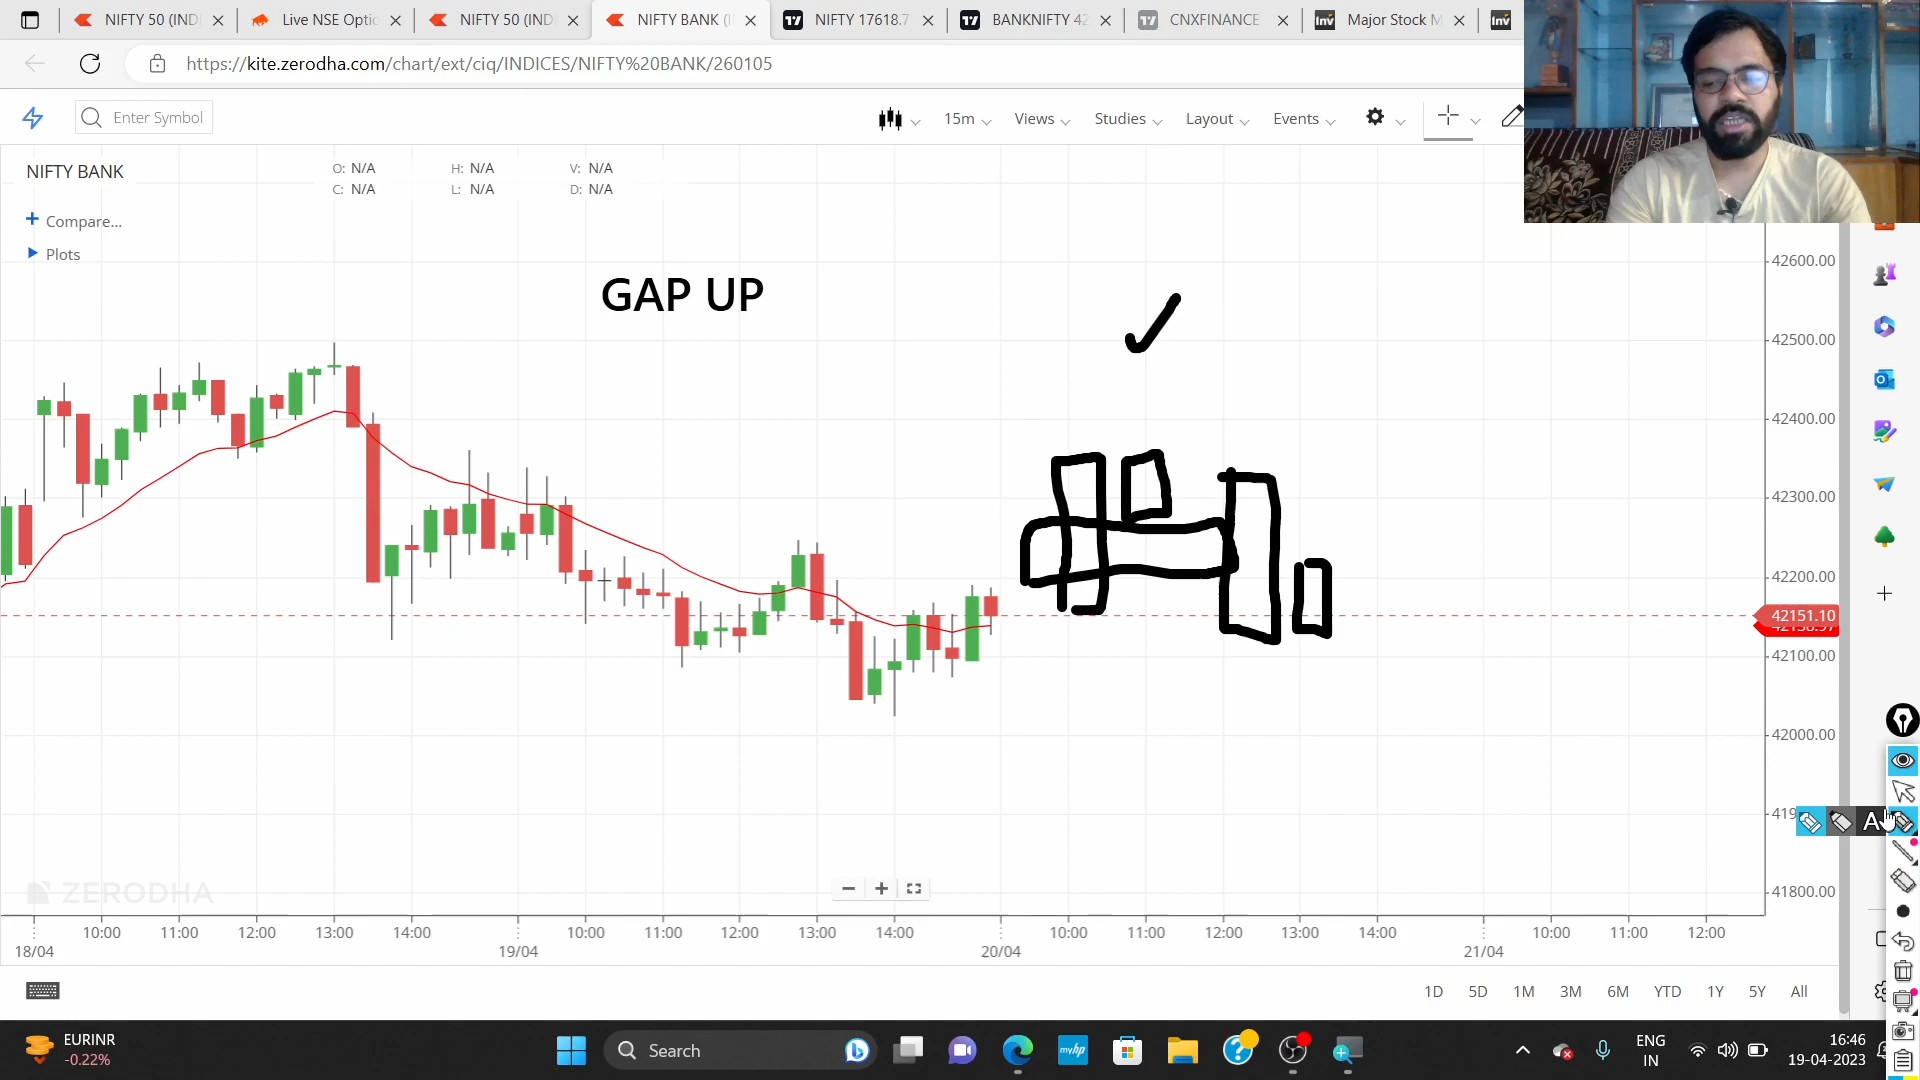 NIFTY 50 (IND
Live NSE Optio
NIFTY 50 (IND
NIFTY BANK (I
NIFTY 17618.7
BANKNIFTY 42
CNXFINANCE
Major Stock M
https://kite.zerodha.com/chart/ext/ciq/INDICES/NIFTY%20BANK/260105
Enter Symbol
15m
Views
Studies
Layout
Events
NIFTY BANK
O: N/A H: N/A V: N/A
C: N/A L: N/A D: N/A
+ Compare...
Plots
GAP UP
42600.00
42500.00
42400.00
42300.00
42200.00
42151.10
42100.00
42000.00
41800.00
A
ZERODHA
10:00 11:00 12:00 13:00 14:00 10:00 11:00 12:00 13:00 14:00 10:00 11:00 12:00 13:00 14:00 10:00 11:00 12:00
18/04 19/04 20/04 21/04
1D 5D 1M 3M 6M YTD 1Y 5Y All
EURINR
-0.22%
Search
myhp
ENG
IN
16:46
19-04-2023